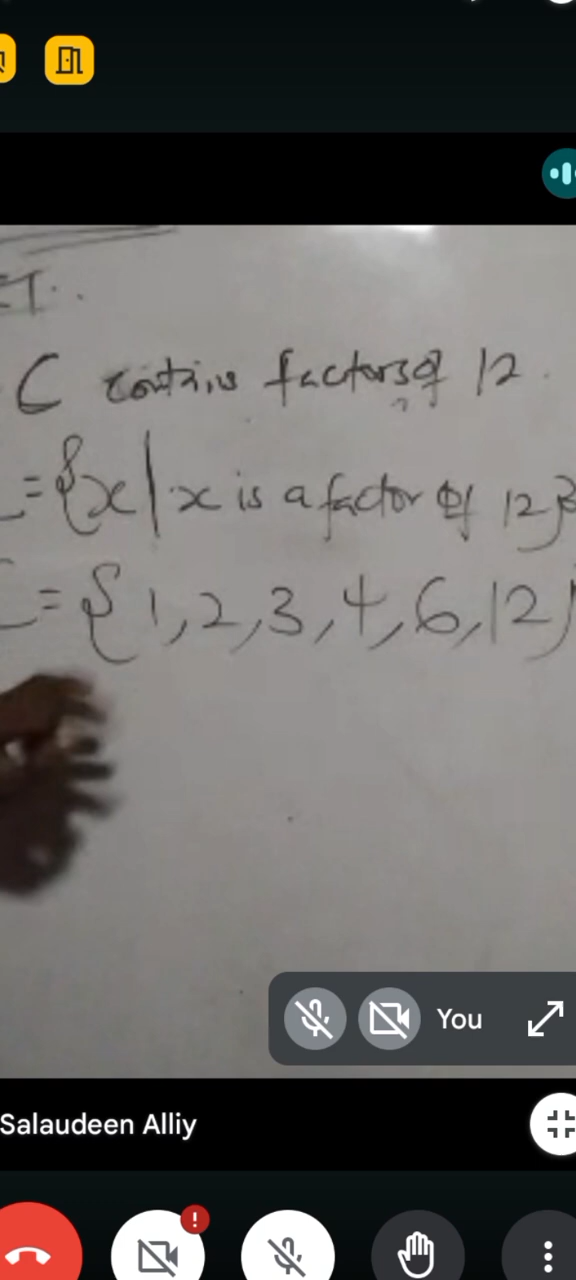 C contains factors of 12.
={x|x is a factor of 12}
C={1,2,3,4,6,12}
You
Salaudeen Alliy
!